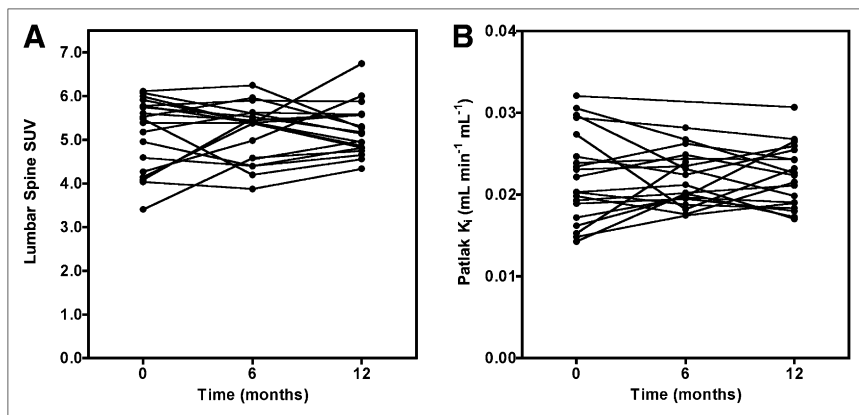 A
7.0
6.0
5.0
4.0
3.0
2.0
1.0
0.0
Lumbar Spine SUV
0 6 12
Time (months)
B
0.04
0.03
0.02
0.01
0.00
Patlak Kᵢ (mL min⁻¹ mL⁻¹)
0 6 12
Time (months)